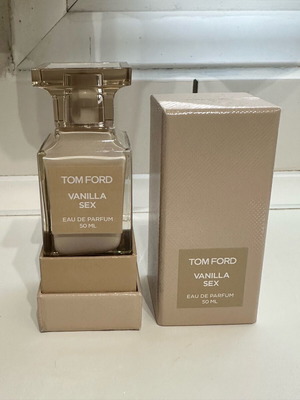 TOM FORD
VANILLA
SEX
EAU DE PARFUM
50 ML
TOM FORD
VANILLA
SEX
EAU DE PARFUM
50 ML